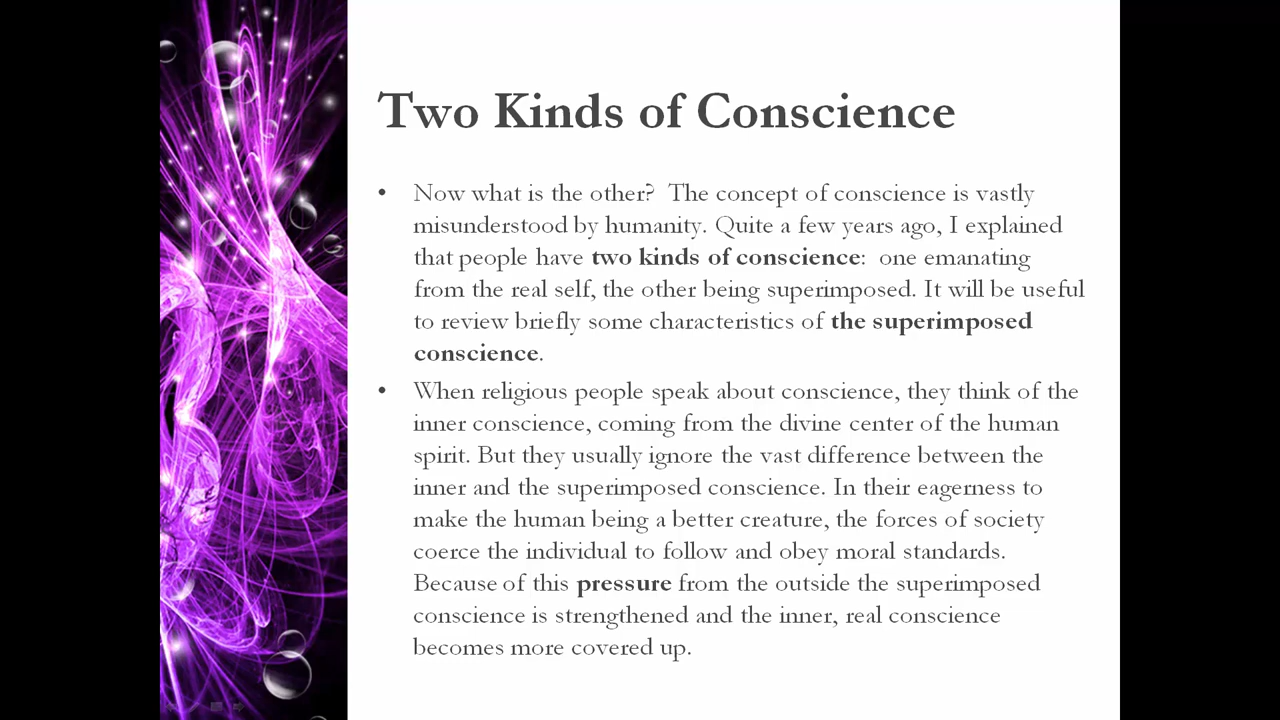 Two Kinds of Conscience
• Now what is the other?  The concept of conscience is vastly
misunderstood by humanity. Quite a few years ago, I explained
that people have two kinds of conscience:  one emanating
from the real self, the other being superimposed. It will be useful
to review briefly some characteristics of the superimposed
conscience.
• When religious people speak about conscience, they think of the
inner conscience, coming from the divine center of the human
spirit. But they usually ignore the vast difference between the
inner and the superimposed conscience. In their eagerness to
make the human being a better creature, the forces of society
coerce the individual to follow and obey moral standards.
Because of this pressure from the outside the superimposed
conscience is strengthened and the inner, real conscience
becomes more covered up.